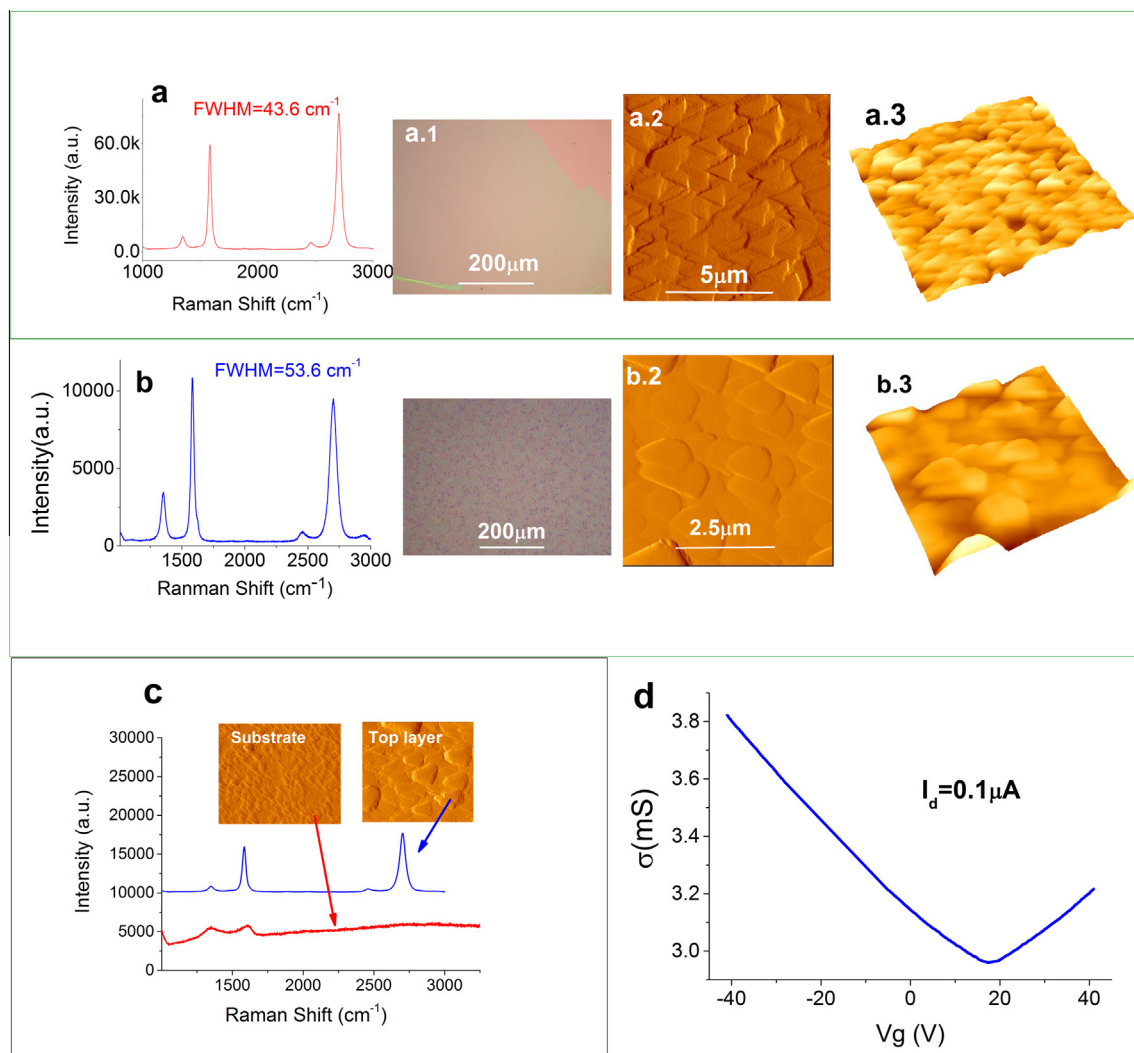 a
FWHM=43.6 cm⁻¹
Intensity (a.u.)
60.0k
30.0k
0.0
1000
2000
3000
Raman Shift (cm⁻¹)
a.1
200μm
a.2
5μm
a.3
b
FWHM=53.6 cm⁻¹
Intensity(a.u.)
10000
5000
0
1500
2000
2500
3000
Ranman Shift (cm⁻¹)
200μm
b.2
2.5μm
b.3
c
Substrate
Top layer
Intensity (a.u.)
30000
25000
20000
15000
10000
5000
0
1500
2000
2500
3000
Raman Shift (cm⁻¹)
d
I_d=0.1μA
σ(mS)
3.8
3.6
3.4
3.2
3.0
-40
-20
0
20
40
Vg (V)